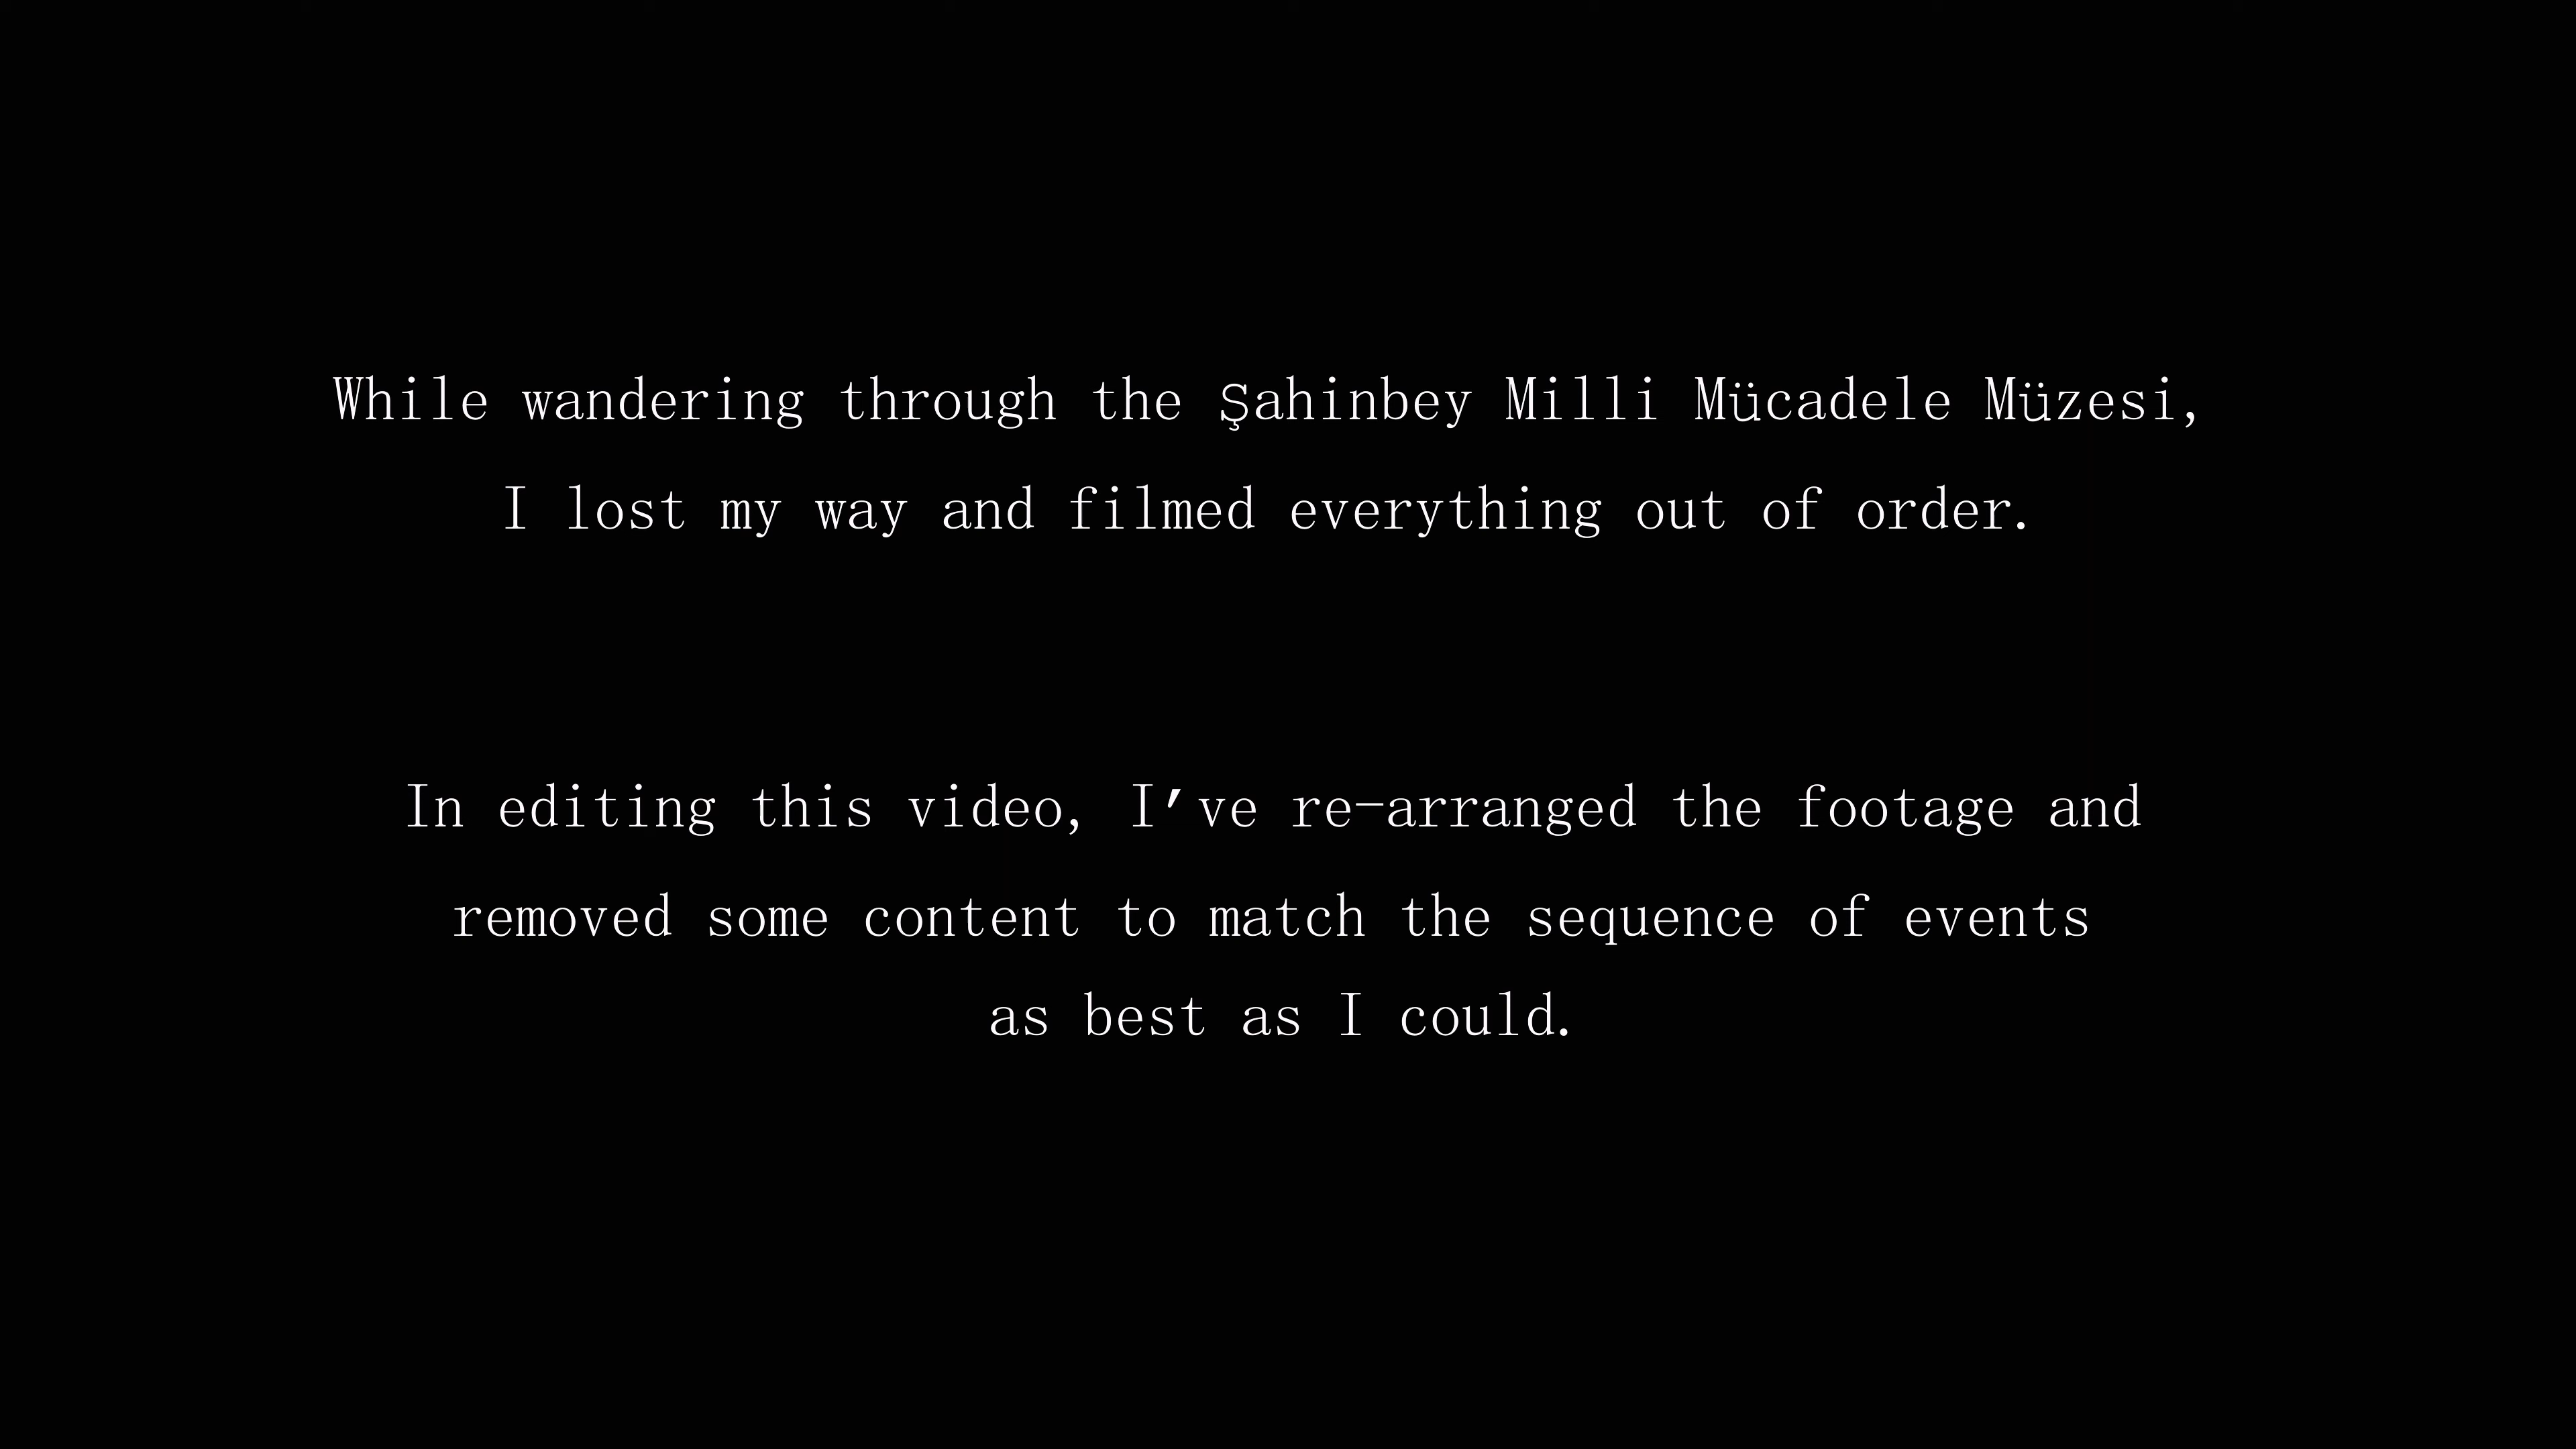 While wandering through the Şahinbey Milli Mücadele Müzesi,
I lost my way and filmed everything out of order.
In editing this video, I've re-arranged the footage and
removed some content to match the sequence of events
as best as I could.